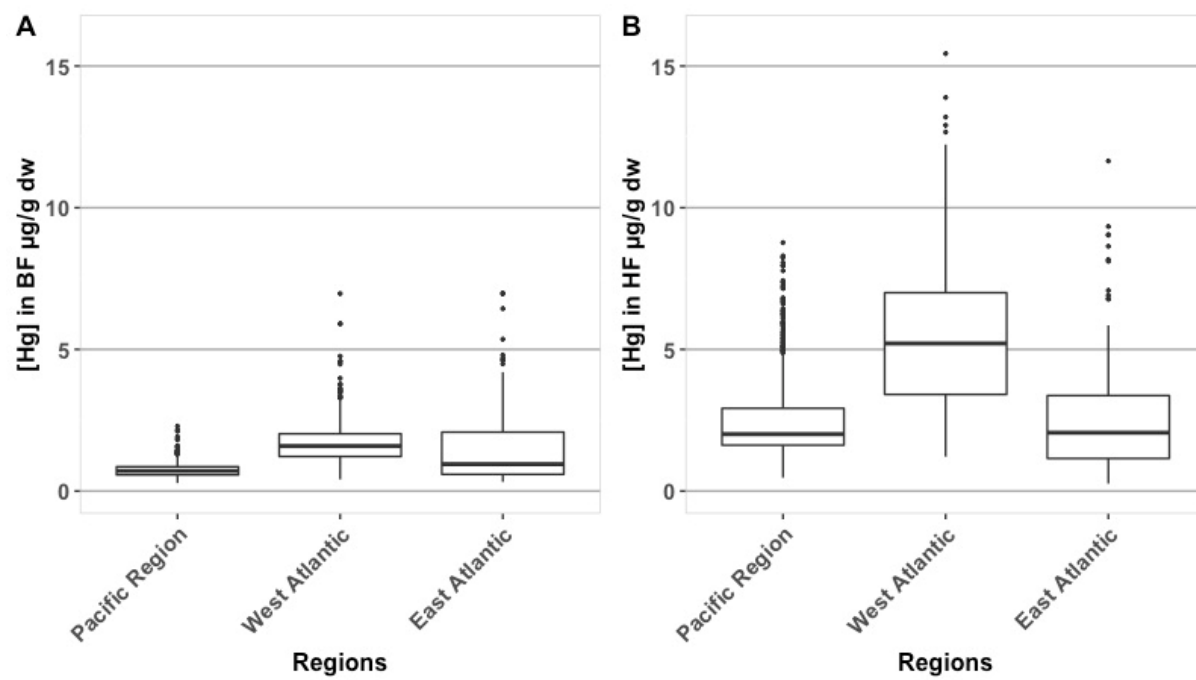 A
[Hg] in BF µg/g dw
15
10
5
0
Pacific Region
West Atlantic
East Atlantic
Regions
B
[Hg] in HF µg/g dw
15
10
5
0
Pacific Region
West Atlantic
East Atlantic
Regions